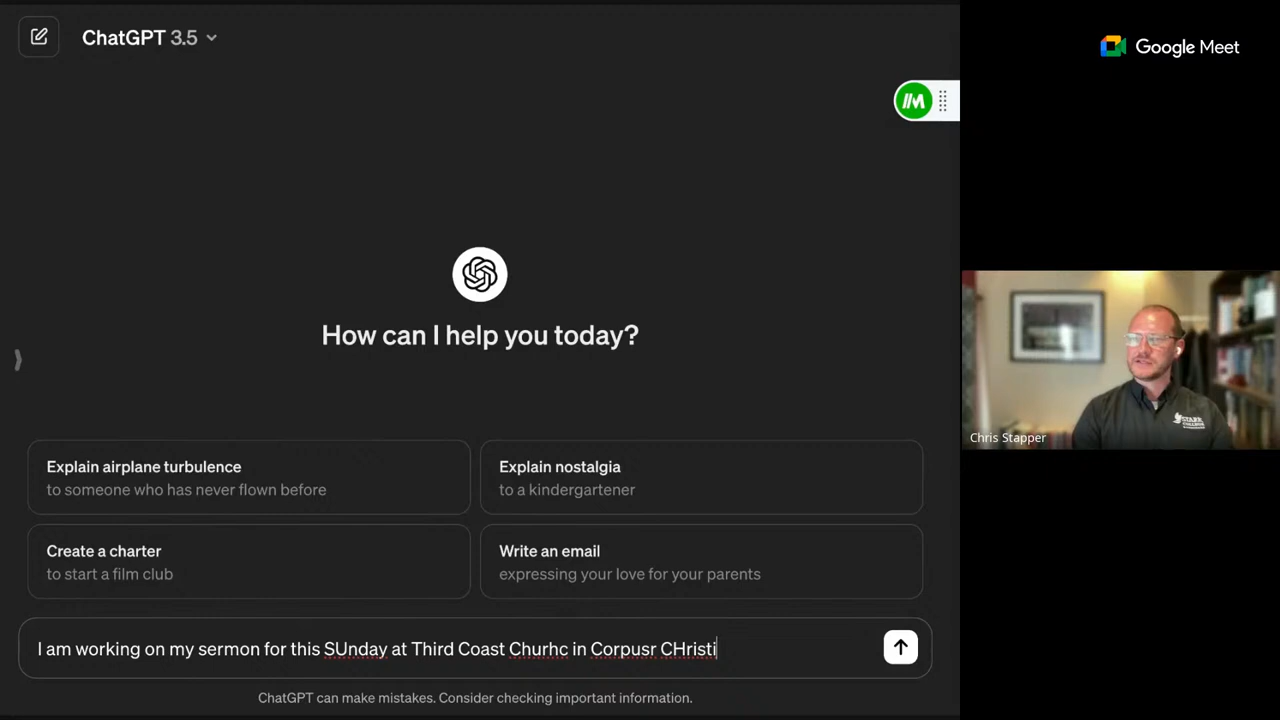 ChatGPT 3.5
Google Meet
How can I help you today?
Explain airplane turbulence
to someone who has never flown before
Explain nostalgia
to a kindergartener
Create a charter
to start a film club
Write an email
expressing your love for your parents
I am working on my sermon for this SUnday at Third Coast Churhc in Corpusr CHristi
ChatGPT can make mistakes. Consider checking important information.
STARK
COLLEGE
Chris Stapper